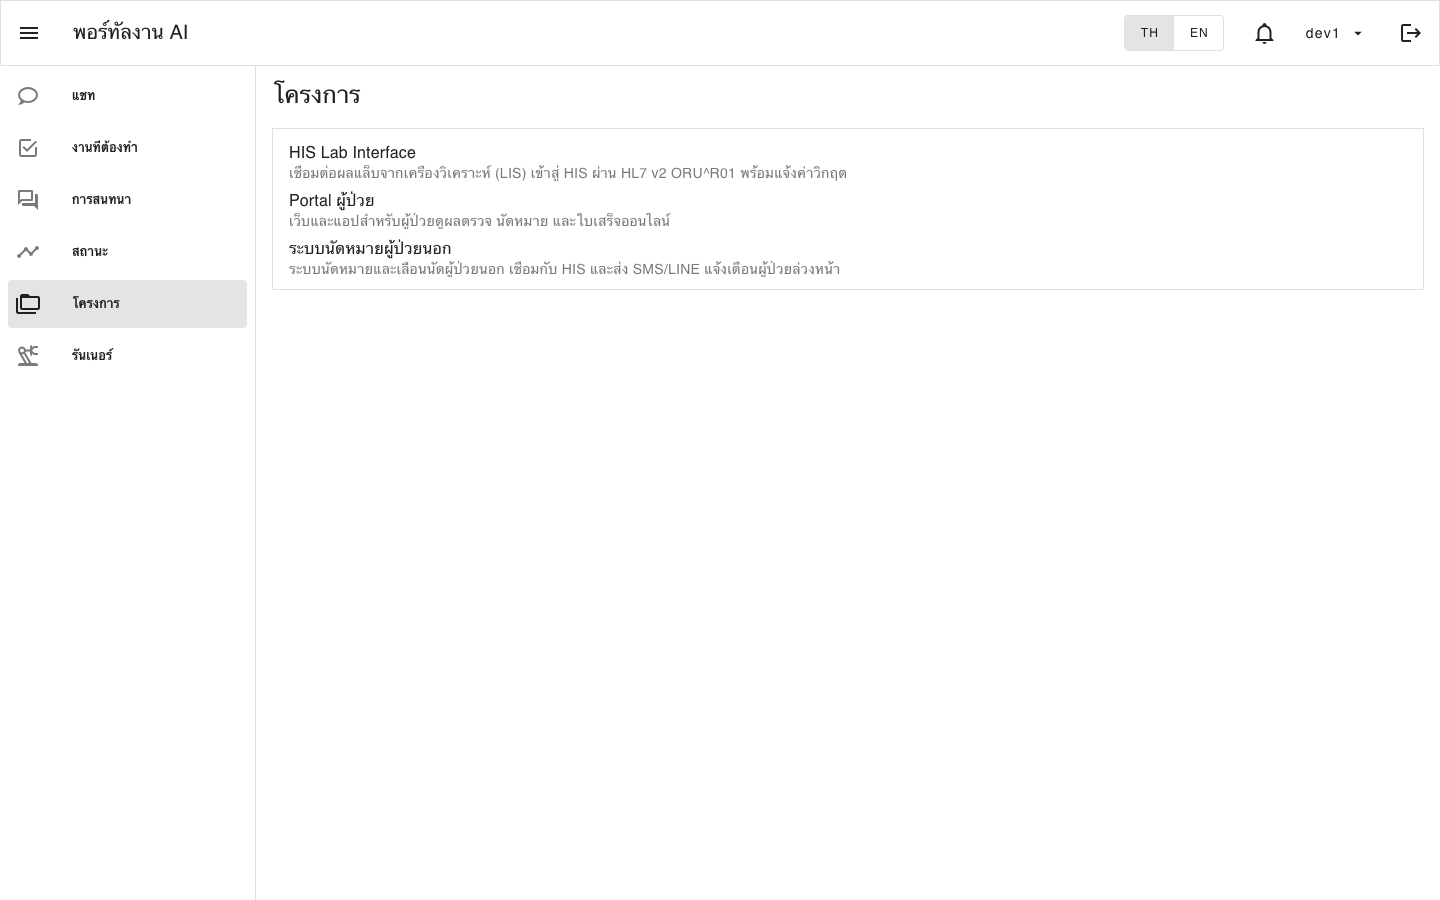 พอร์ทัลงาน AI
TH
EN
dev1
แชท
งานที่ต้องทำ
การสนทนา
สถานะ
โครงการ
รันเนอร์
โครงการ
HIS Lab Interface
เชื่อมต่อผลแล็บจากเครื่องวิเคราะห์ (LIS) เข้าสู่ HIS ผ่าน HL7 v2 ORU^R01 พร้อมแจ้งค่าวิกฤต
Portal ผู้ป่วย
เว็บและแอปสำหรับผู้ป่วยดูผลตรวจ นัดหมาย และใบเสร็จออนไลน์
ระบบนัดหมายผู้ป่วยนอก
ระบบนัดหมายและเลื่อนนัดผู้ป่วยนอก เชื่อมกับ HIS และส่ง SMS/LINE แจ้งเตือนผู้ป่วยล่วงหน้า